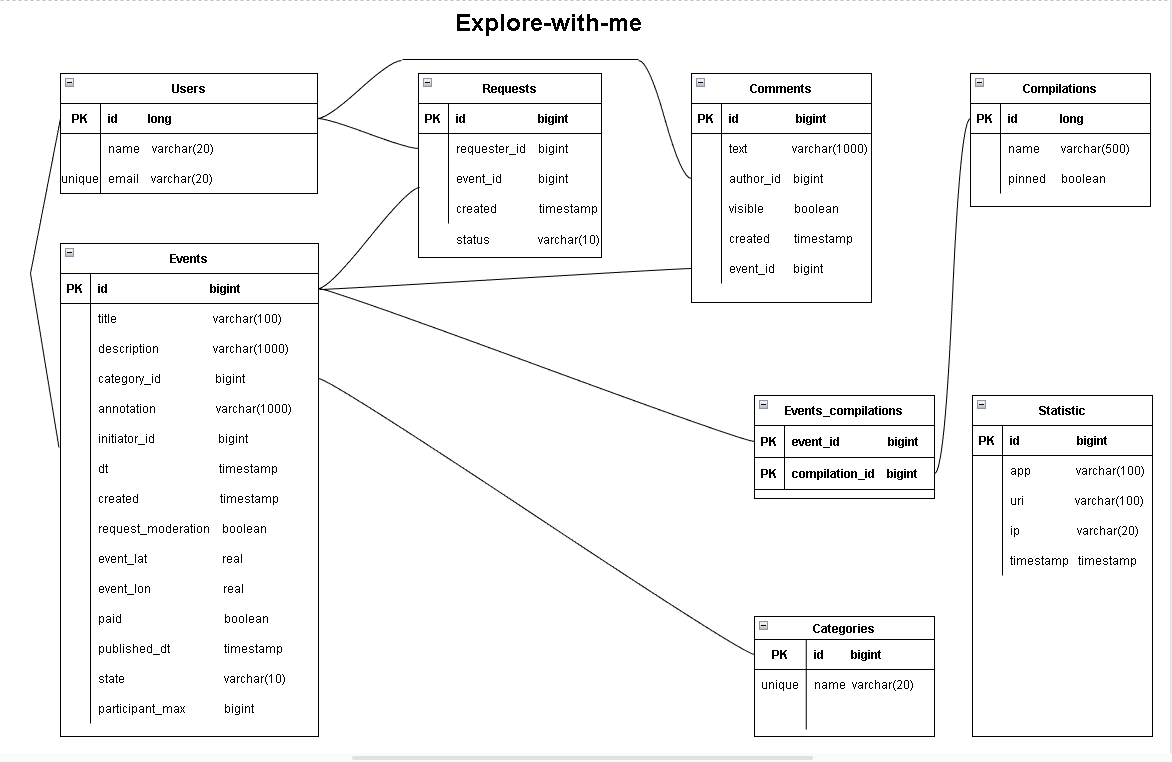 Explore-with-me
Users
PK id long
name varchar(20)
unique email varchar(20)
Requests
PK id bigint
requester_id bigint
event_id bigint
created timestamp
status varchar(10)
Comments
PK id bigint
text varchar(1000)
author_id bigint
visible boolean
created timestamp
event_id bigint
Compilations
PK id long
name varchar(500)
pinned boolean
Events
PK id bigint
title varchar(100)
description varchar(1000)
category_id bigint
annotation varchar(1000)
initiator_id bigint
dt timestamp
created timestamp
request_moderation boolean
event_lat real
event_lon real
paid boolean
published_dt timestamp
state varchar(10)
participant_max bigint
Events_compilations
PK event_id bigint
PK compilation_id bigint
Statistic
PK id bigint
app varchar(100)
uri varchar(100)
ip varchar(20)
timestamp timestamp
Categories
PK id bigint
unique name varchar(20)